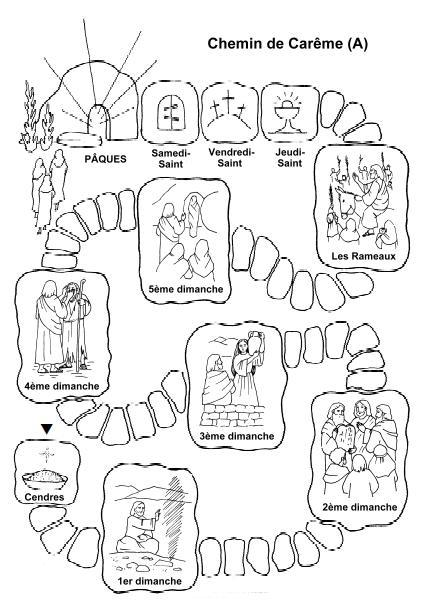 Chemin de Carême (A)
PÂQUES
Samedi-
Saint
Vendredi-
Saint
Jeudi-
Saint
Les Rameaux
5ème dimanche
4ème dimanche
3ème dimanche
2ème dimanche
Cendres
1er dimanche